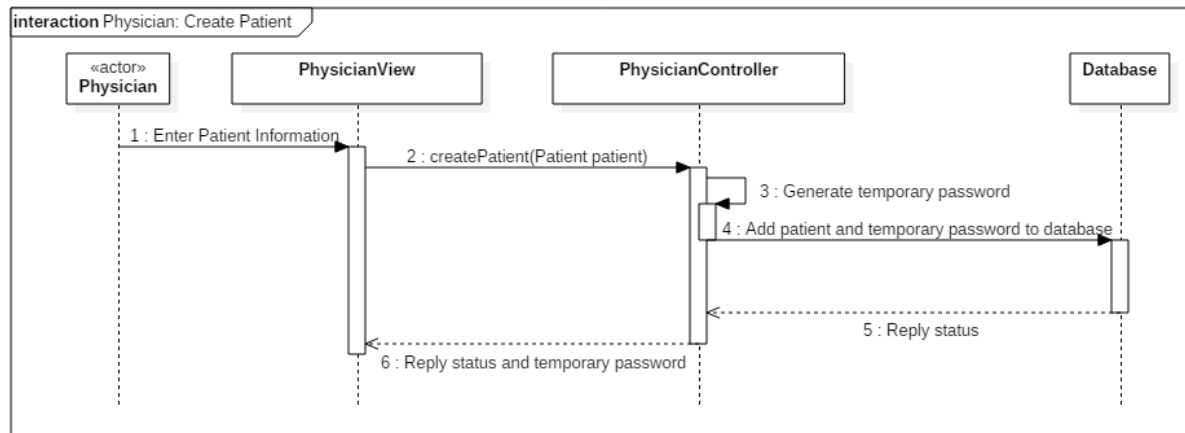 interaction Physician: Create Patient
«actor»
Physician
PhysicianView
PhysicianController
Database
1 : Enter Patient Information
2 : createPatient(Patient patient)
3 : Generate temporary password
4 : Add patient and temporary password to database
5 : Reply status
6 : Reply status and temporary password